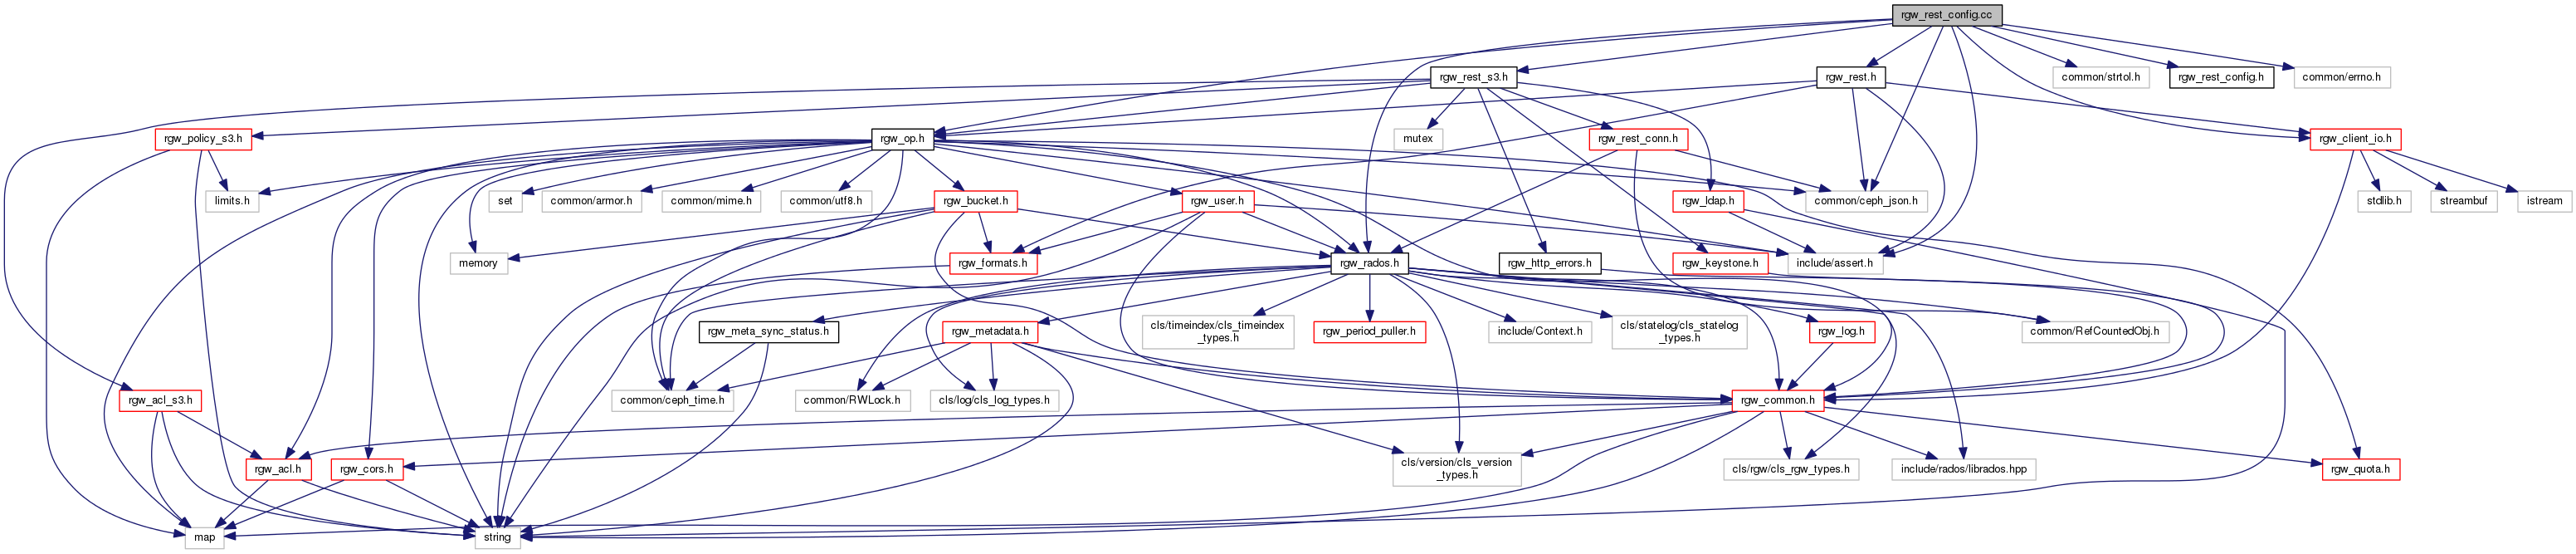 rgw_rest_config.cc
rgw_rest_s3.h
rgw_rest.h
common/strtol.h
rgw_rest_config.h
common/errno.h
rgw_policy_s3.h
rgw_op.h
mutex
rgw_rest_conn.h
rgw_client_io.h
limits.h
set
common/armor.h
common/mime.h
common/utf8.h
rgw_bucket.h
rgw_user.h
rgw_ldap.h
common/ceph_json.h
stdlib.h
streambuf
istream
memory
rgw_formats.h
rgw_rados.h
rgw_http_errors.h
rgw_keystone.h
include/assert.h
rgw_meta_sync_status.h
rgw_metadata.h
cls/timeindex/cls_timeindex
_types.h
rgw_period_puller.h
include/Context.h
cls/statelog/cls_statelog
_types.h
rgw_log.h
common/RefCountedObj.h
rgw_acl_s3.h
common/ceph_time.h
common/RWLock.h
cls/log/cls_log_types.h
rgw_common.h
rgw_acl.h
rgw_cors.h
cls/version/cls_version
_types.h
cls/rgw/cls_rgw_types.h
include/rados/librados.hpp
rgw_quota.h
map
string